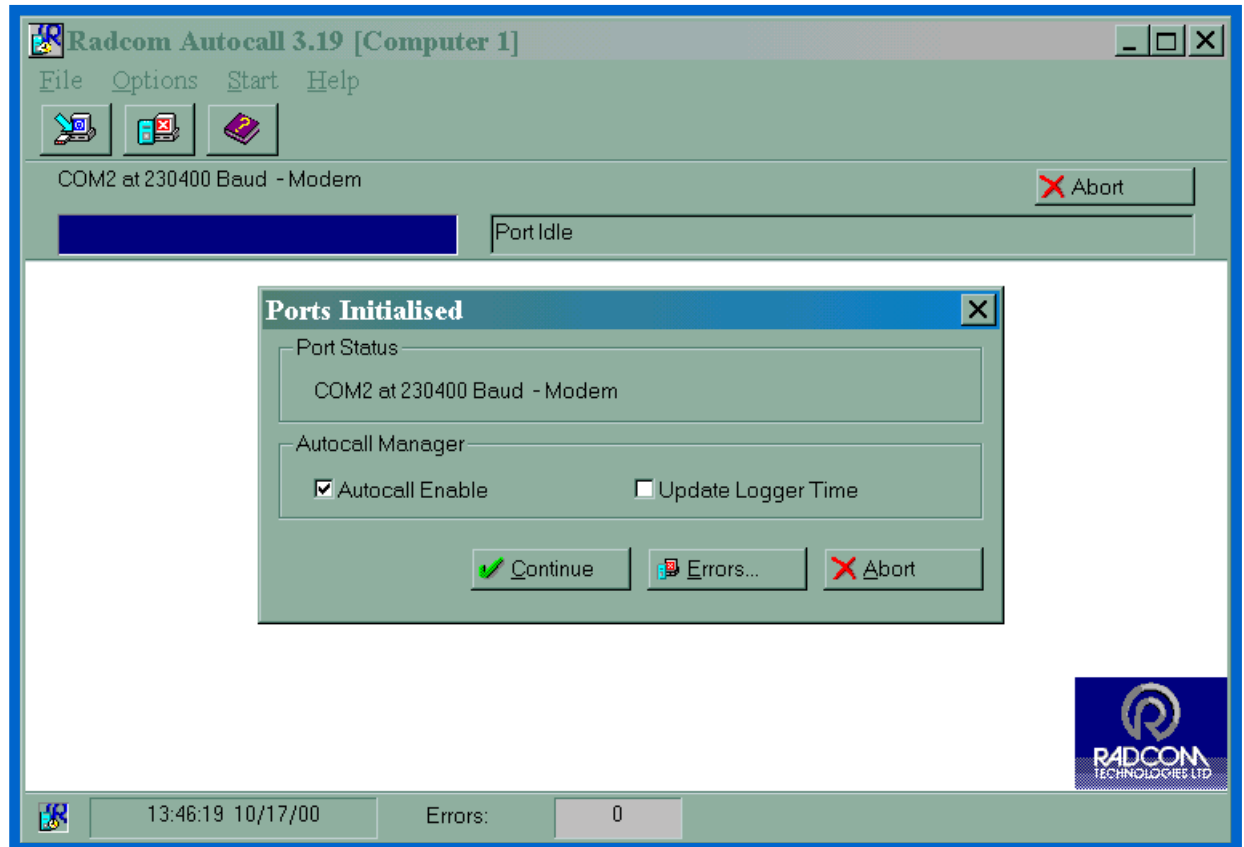 Radcom Autocall 3.19 [Computer 1]
File Options Start Help
COM2 at 230400 Baud - Modem
Abort
Port Idle
Ports Initialised
Port Status
COM2 at 230400 Baud - Modem
Autocall Manager
Autocall Enable Update Logger Time
Continue Errors... Abort
RADCOM
TECHNOLOGIES LTD
13:46:19 10/17/00 Errors: 0